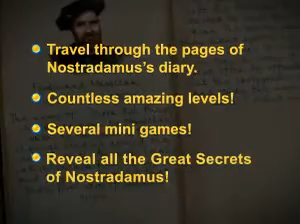 Travel through the pages of
Nostradamus's diary.
Countless amazing levels!
Several mini games!
Reveal all the Great Secrets
of Nostradamus!